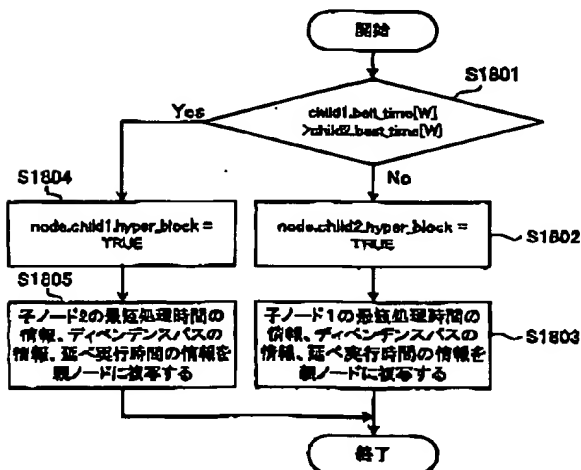 開始
S1801
child1.best_time[W]
>child2.best_time[W]
Yes
No
S1804
node.child1.hyper_block =
TRUE
node.child2.hyper_block =
TRUE
S1802
S1805
子ノード2の最短処理時間の
情報、ディペンデンスパスの
情報、延べ実行時間の情報を
親ノードに複写する
子ノード1の最短処理時間の
情報、ディペンデンスパスの
情報、延べ実行時間の情報を
親ノードに複写する
S1803
終了